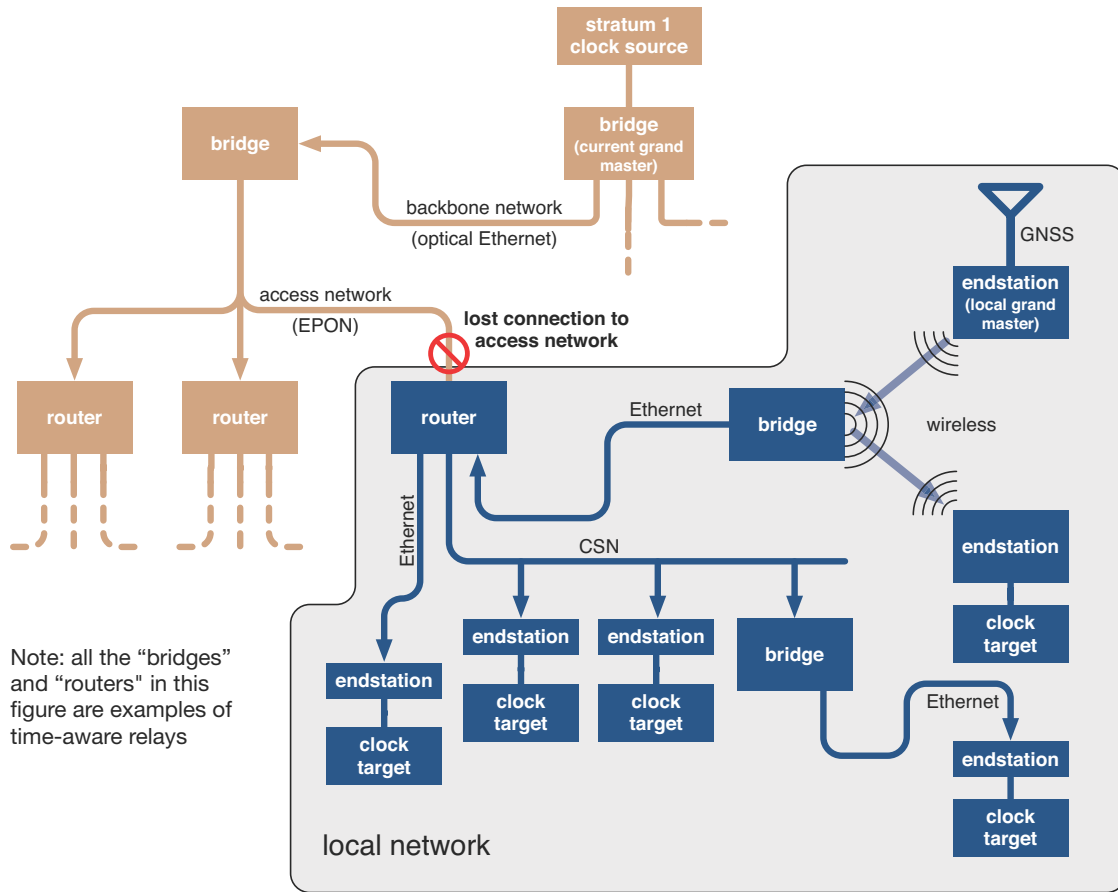 stratum 1
clock source
bridge
bridge
(current grand
master)
backbone network
(optical Ethernet)
GNSS
endstation
(local grand
master)
access network
(EPON)
lost connection to
access network
router
router
router
Ethernet
bridge
wireless
Ethernet
CSN
endstation
clock
target
endstation
clock
target
endstation
clock
target
bridge
endstation
clock
target
Ethernet
endstation
clock
target
Note: all the “bridges”
and “routers" in this
figure are examples of
time-aware relays
local network